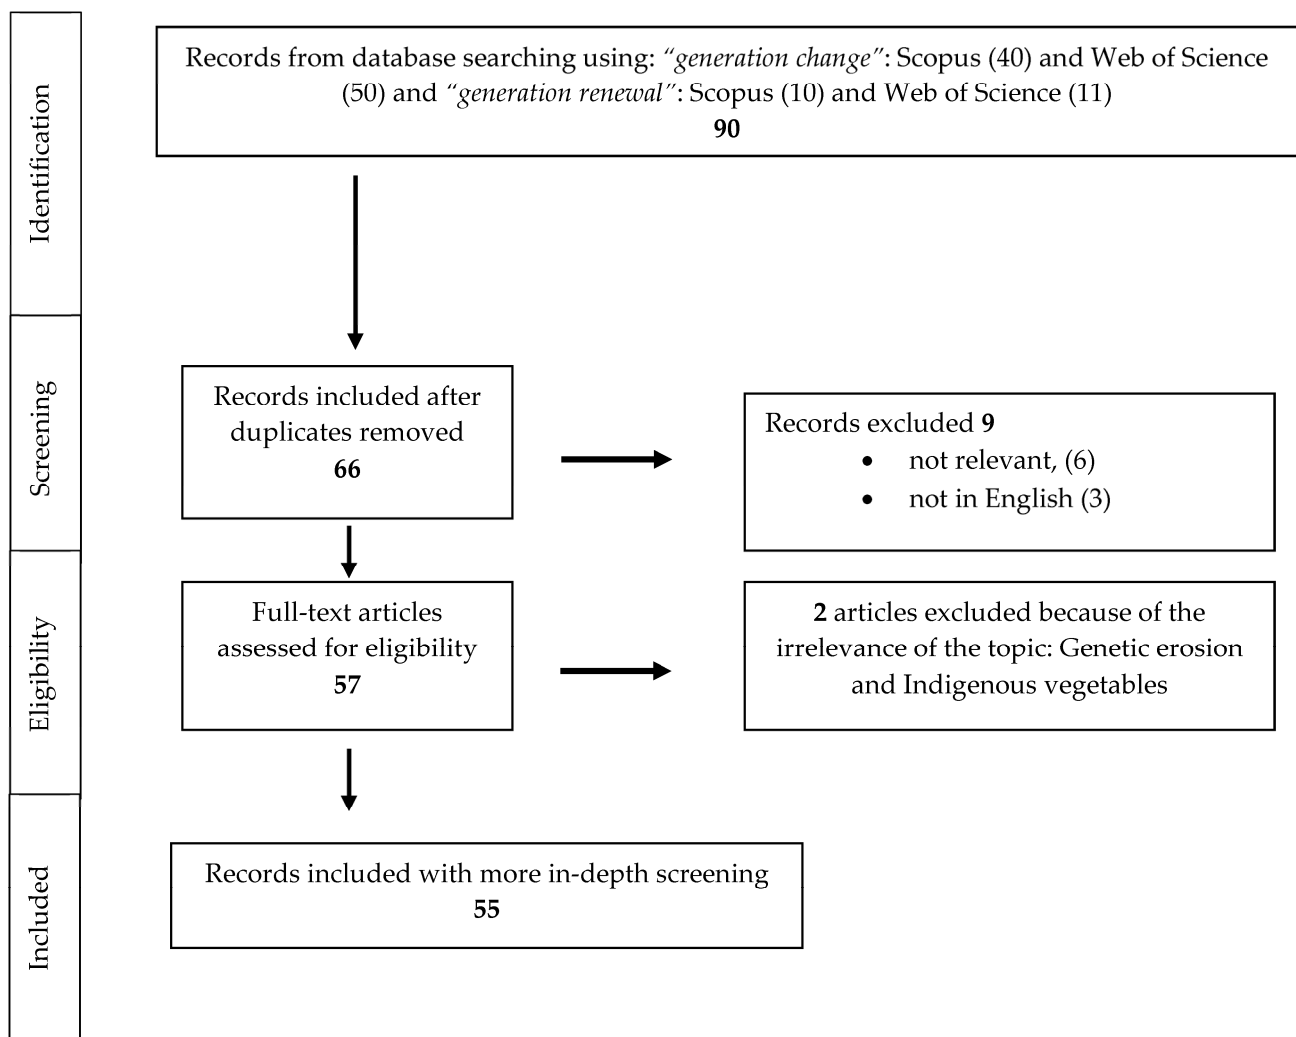 Identification
Records from database searching using: “generation change”: Scopus (40) and Web of Science
(50) and “generation renewal”: Scopus (10) and Web of Science (11)
90
Screening
Records included after
duplicates removed
66
Records excluded 9
• not relevant, (6)
• not in English (3)
Eligibility
Full-text articles
assessed for eligibility
57
2 articles excluded because of the
irrelevance of the topic: Genetic erosion
and Indigenous vegetables
Included
Records included with more in-depth screening
55